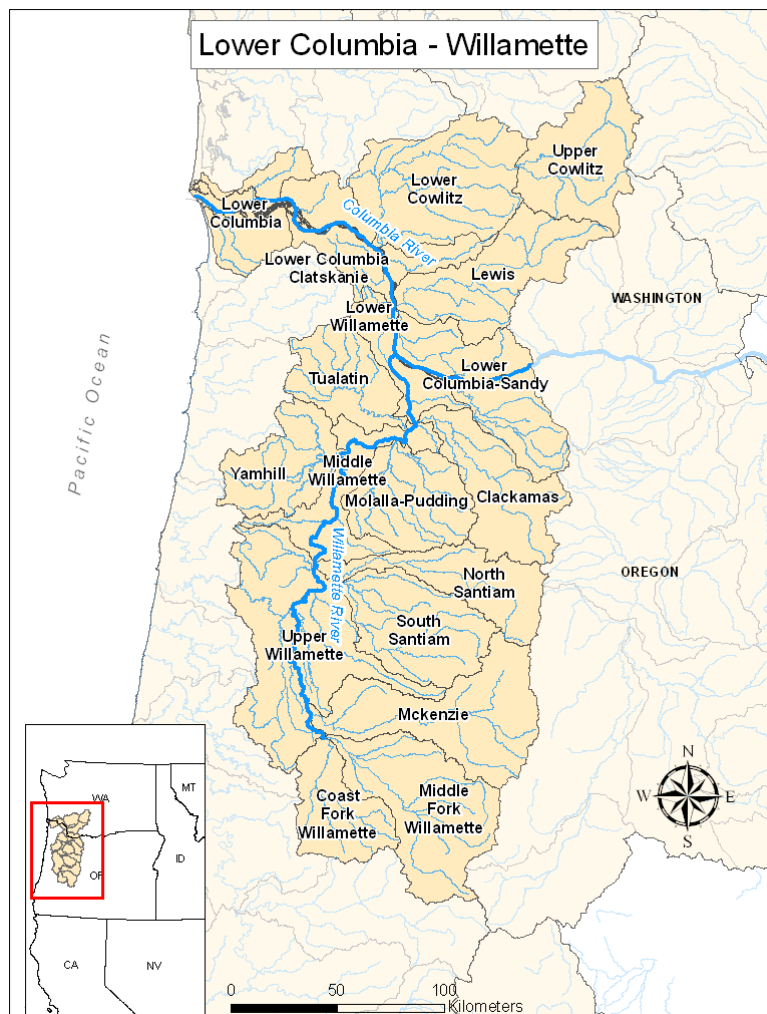 Lower Columbia - Willamette
Upper
Cowlitz
Lower
Cowlitz
Lower
Columbia
Columbia River
Lower Columbia
Clatskanie
Lewis
WASHINGTON
Lower
Willamette
Lower
Columbia-Sandy
Tualatin
Pacific Ocean
Yamhill
Middle
Willamette
Molalla-Pudding
Clackamas
Willamette River
OREGON
North
Santiam
South
Santiam
Upper
Willamette
Mckenzie
Coast
Fork
Willamette
Middle
Fork
Willamette
N
W E
S
WA
MT
OR
ID
CA
NV
0 50 100
Kilometers